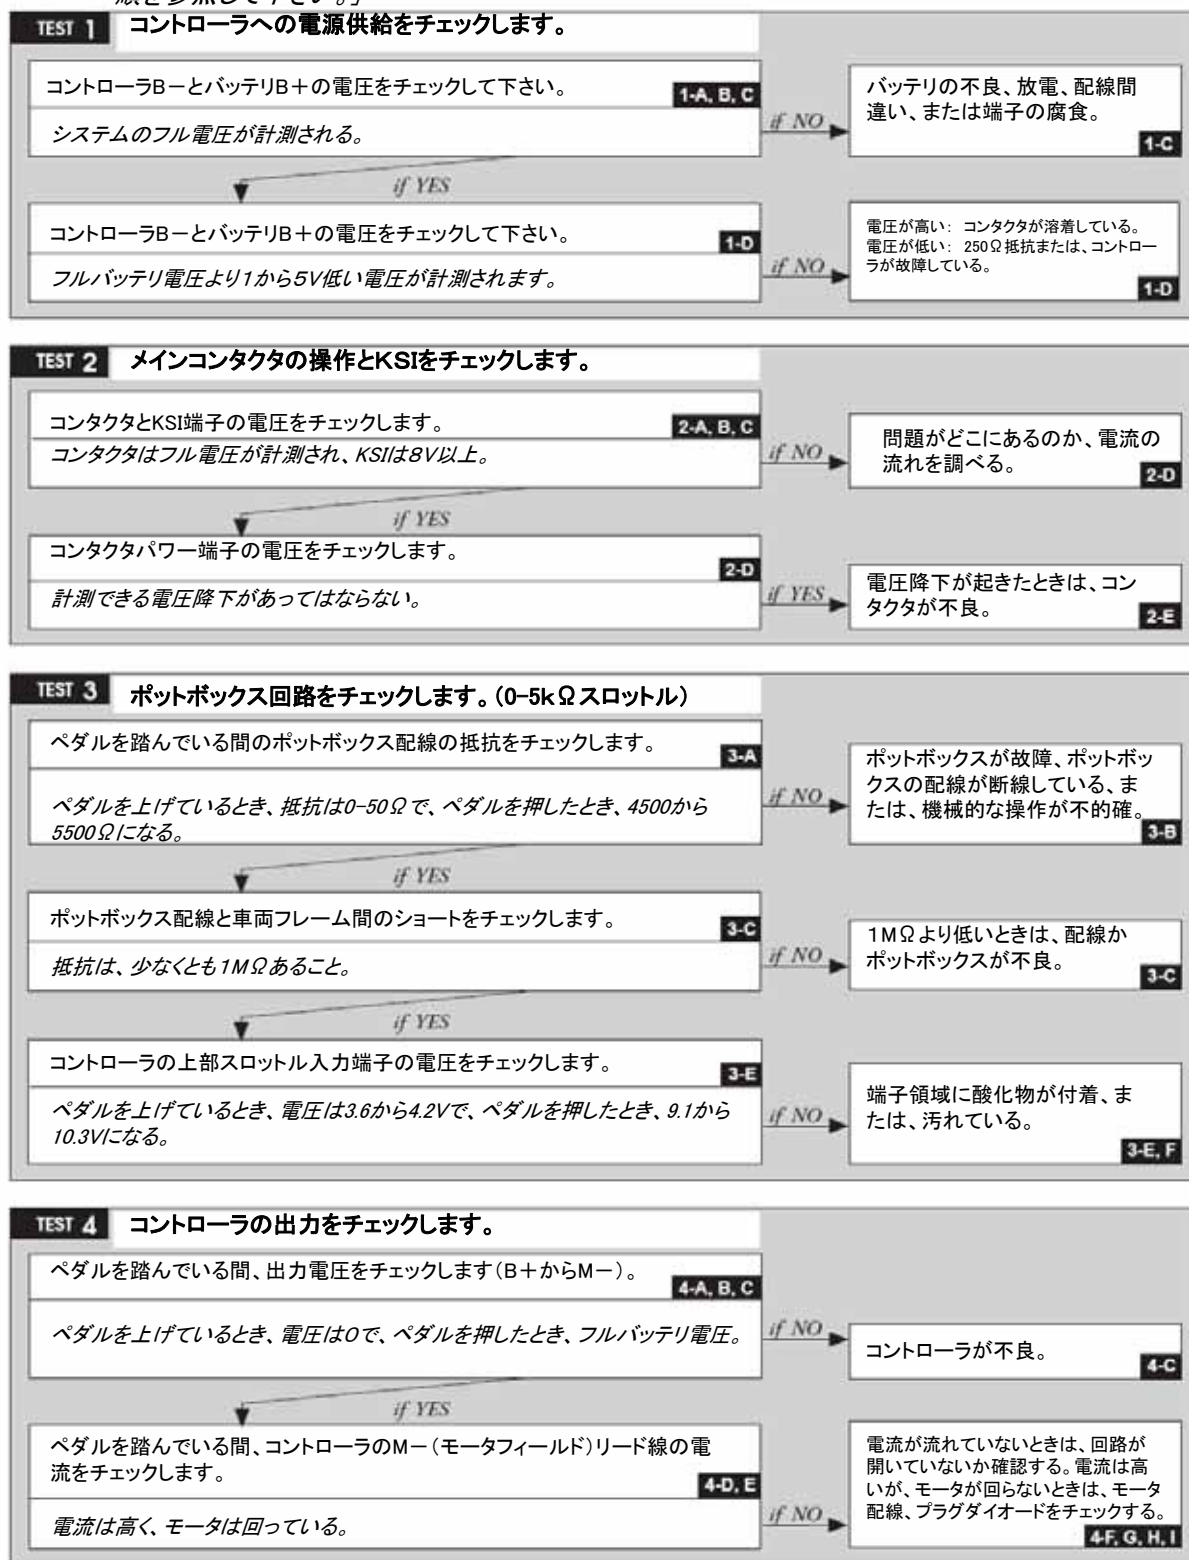 順を参照して下さい。」
TEST 1 コントローラへの電源供給をチェックします。
コントローラB－とバッテリB＋の電圧をチェックして下さい。
1-A, B, C
システムのフル電圧が計測される。
if NO
バッテリの不良、放電、配線間
違い、または端子の腐食。
1-C
if YES
コントローラB－とバッテリB＋の電圧をチェックして下さい。
1-D
フルバッテリ電圧より1から5V低い電圧が計測されます。
if NO
電圧が高い： コンタクタが溶着している。
電圧が低い： 250Ω抵抗または、コントロー
ラが故障している。
1-D
TEST 2 メインコンタクタの操作とKSIをチェックします。
コンタクタとKSI端子の電圧をチェックします。
2-A, B, C
コンタクタはフル電圧が計測され、KSIは8V以上。
if NO
問題がどこにあるのか、電流の
流れを調べる。
2-D
if YES
コンタクタパワー端子の電圧をチェックします。
2-D
計測できる電圧降下があってはならない。
if YES
電圧降下が起きたときは、コン
タクタが不良。
2-E
TEST 3 ポットボックス回路をチェックします。(0-5kΩスロットル)
ペダルを踏んでいる間のポットボックス配線の抵抗をチェックします。
3-A
ペダルを上げているとき、抵抗は0-50Ωで、ペダルを押したとき、4500から
5500Ωになる。
if NO
ポットボックスが故障、ポットボッ
クスの配線が断線している、ま
たは、機械的な操作が不的確。
3-B
if YES
ポットボックス配線と車両フレーム間のショートをチェックします。
3-C
抵抗は、少なくとも1MΩあること。
if NO
1MΩより低いときは、配線か
ポットボックスが不良。
3-C
if YES
コントローラの上部スロットル入力端子の電圧をチェックします。
3-E
ペダルを上げているとき、電圧は3.6から4.2Vで、ペダルを押したとき、9.1から
10.3Vになる。
if NO
端子領域に酸化物が付着、ま
たは、汚れている。
3-E, F
TEST 4 コントローラの出力をチェックします。
ペダルを踏んでいる間、出力電圧をチェックします（B＋からM－）。
4-A, B, C
ペダルを上げているとき、電圧は0で、ペダルを押したとき、フルバッテリ電圧。
if NO
コントローラが不良。
4-C
if YES
ペダルを踏んでいる間、コントローラのM－（モータフィールド）リード線の電
流をチェックします。
4-D, E
電流は高く、モータは回っている。
if NO
電流が流れていないときは、回路が
開いていないか確認する。電流は高
いが、モータが回らないときは、モータ
配線、プラグダイオードをチェックする。
4-F, G, H, I